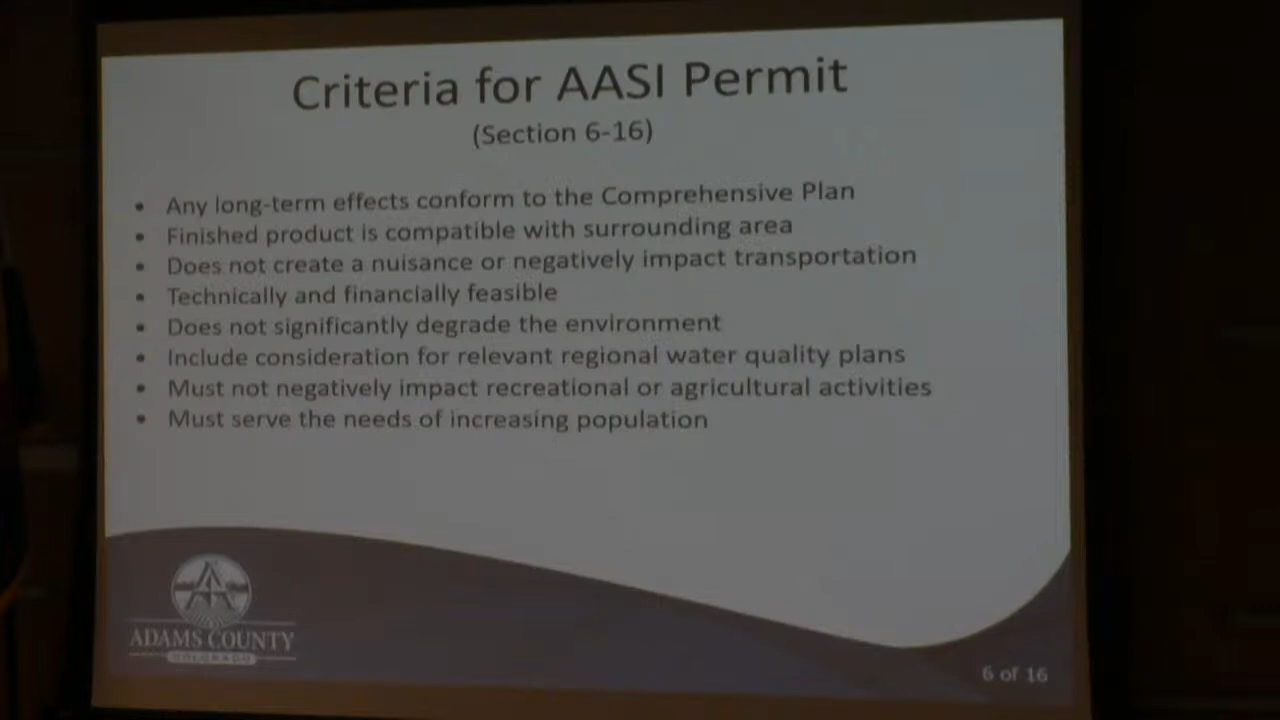 Criteria for AASI Permit
(Section 6-16)
• Any long-term effects conform to the Comprehensive Plan
• Finished product is compatible with surrounding area
• Does not create a nuisance or negatively impact transportation
• Technically and financially feasible
• Does not significantly degrade the environment
• Include consideration for relevant regional water quality plans
• Must not negatively impact recreational or agricultural activities
• Must serve the needs of increasing population
ADAMS COUNTY
COLORADO
6 of 16